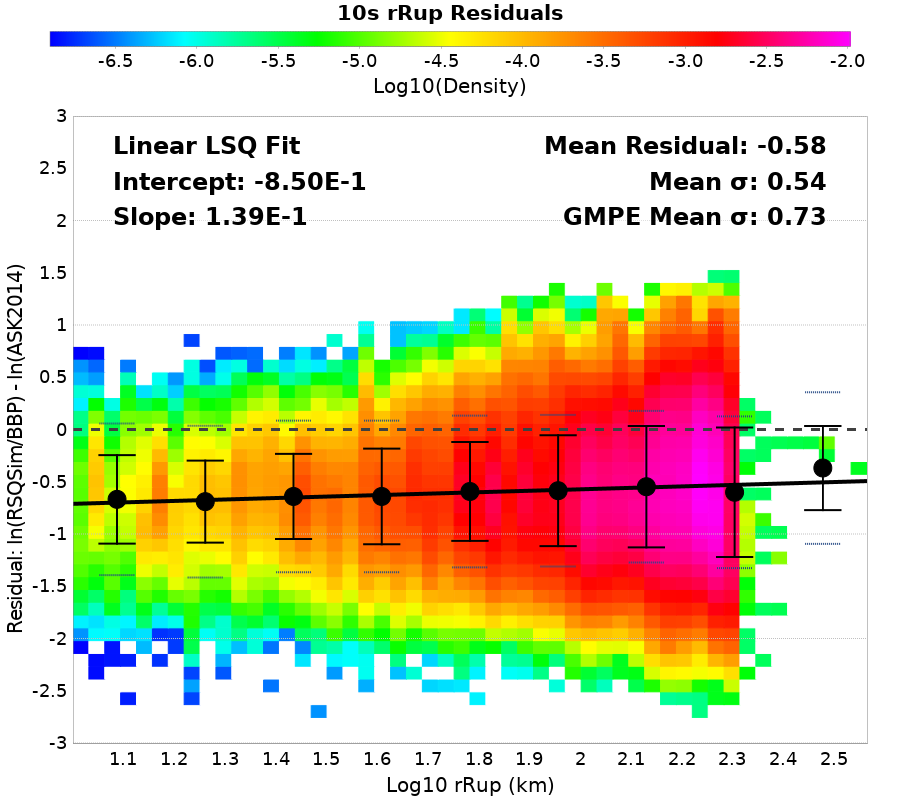 10s rRup Residuals
-6.5 -6.0 -5.5 -5.0 -4.5 -4.0 -3.5 -3.0 -2.5 -2.0
Log10(Density)
Linear LSQ Fit
Intercept: -8.50E-1
Slope: 1.39E-1
Mean Residual: -0.58
Mean σ: 0.54
GMPE Mean σ: 0.73
Residual: ln(RSQSim/BBP) - ln(ASK2014)
3
2.5
2
1.5
1
0.5
0
-0.5
-1
-1.5
-2
-2.5
-3
1.1 1.2 1.3 1.4 1.5 1.6 1.7 1.8 1.9 2 2.1 2.2 2.3 2.4 2.5
Log10 rRup (km)